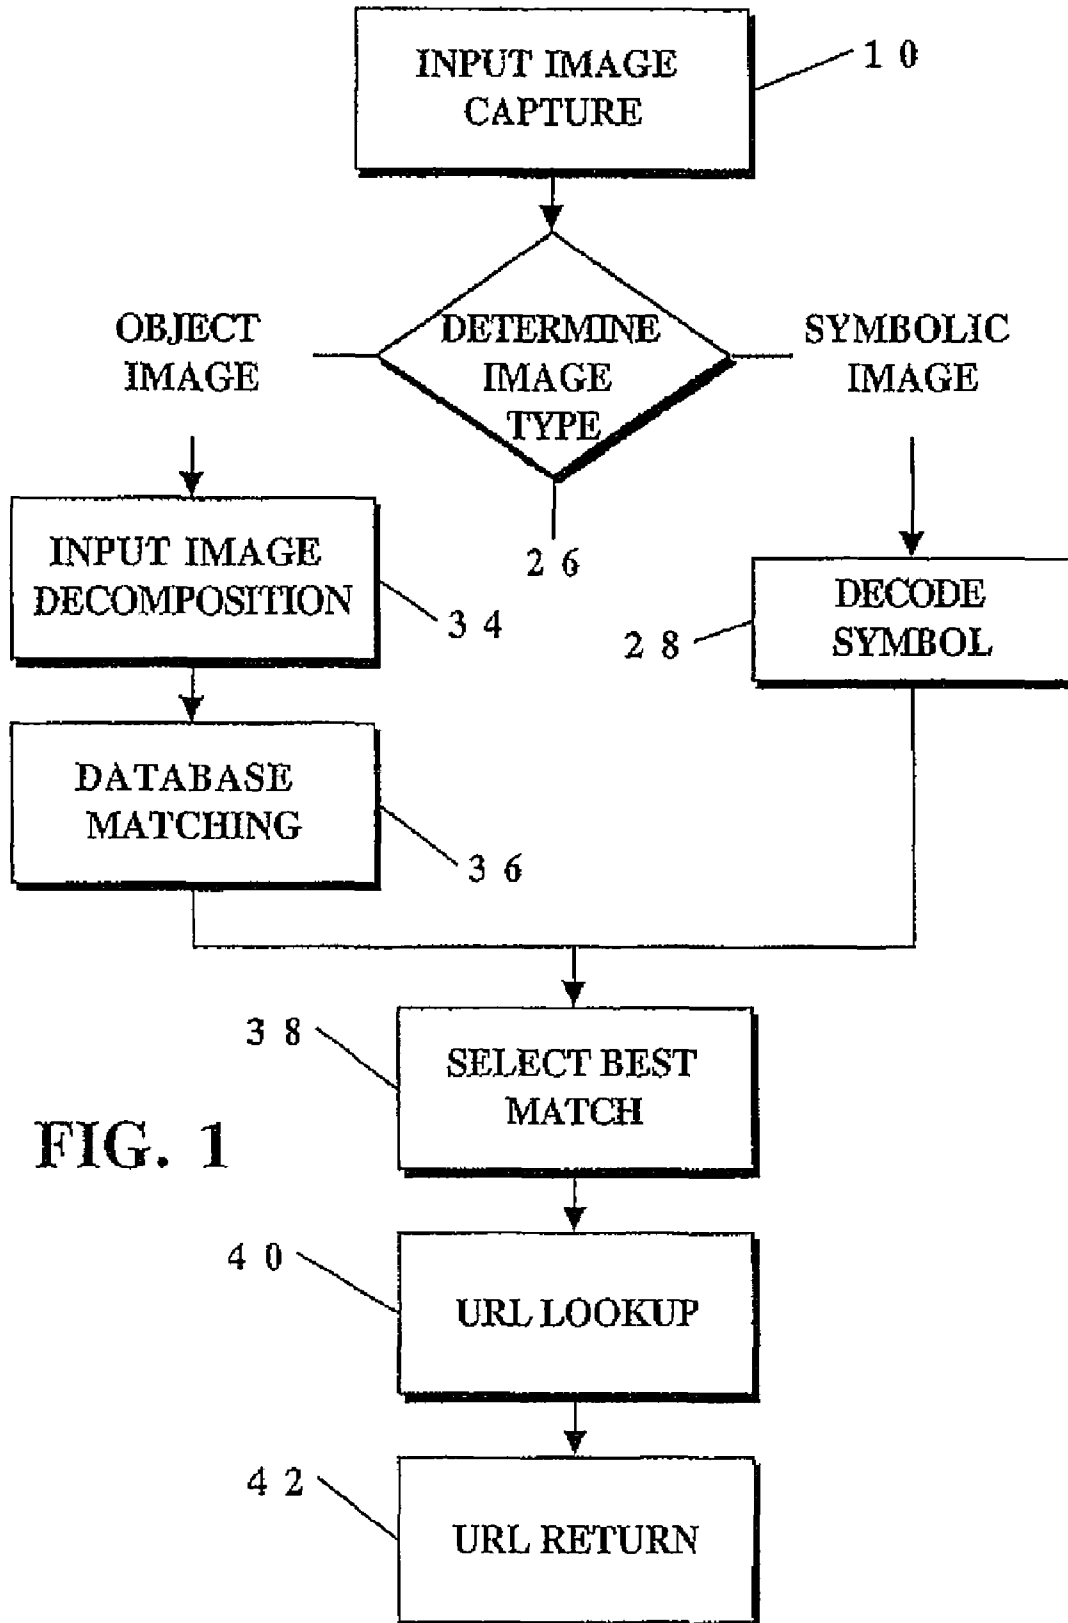 INPUT IMAGE
CAPTURE
1 0
OBJECT
IMAGE
DETERMINE
IMAGE
TYPE
SYMBOLIC
IMAGE
2 6
INPUT IMAGE
DECOMPOSITION
3 4
DECODE
SYMBOL
2 8
DATABASE
MATCHING
3 6
3 8
SELECT BEST
MATCH
FIG. 1
4 0
URL LOOKUP
4 2
URL RETURN